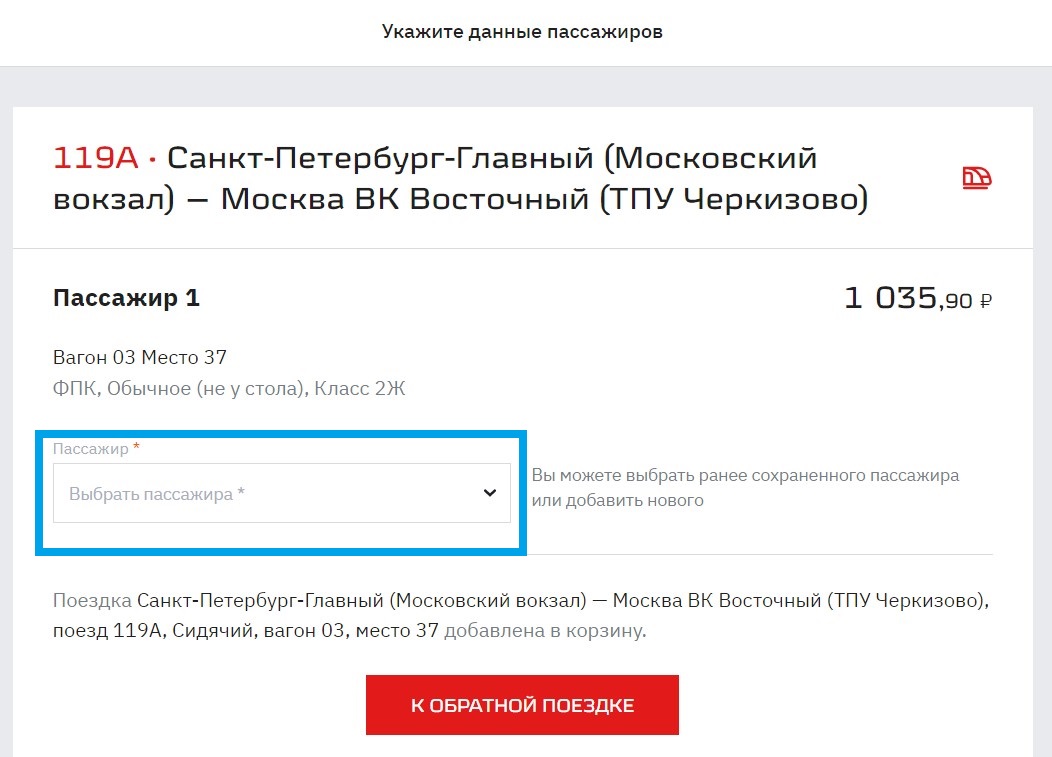 Укажите данные пассажиров
119А · Санкт-Петербург-Главный (Московский
вокзал) — Москва ВК Восточный (ТПУ Черкизово)
Пассажир 1
1 035,90 ₽
Вагон 03 Место 37
ФПК, Обычное (не у стола), Класс 2Ж
Пассажир *
Выбрать пассажира *
Вы можете выбрать ранее сохраненного пассажира
или добавить нового
Поездка Санкт-Петербург-Главный (Московский вокзал) — Москва ВК Восточный (ТПУ Черкизово),
поезд 119А, Сидячий, вагон 03, место 37 добавлена в корзину.
К ОБРАТНОЙ ПОЕЗДКЕ